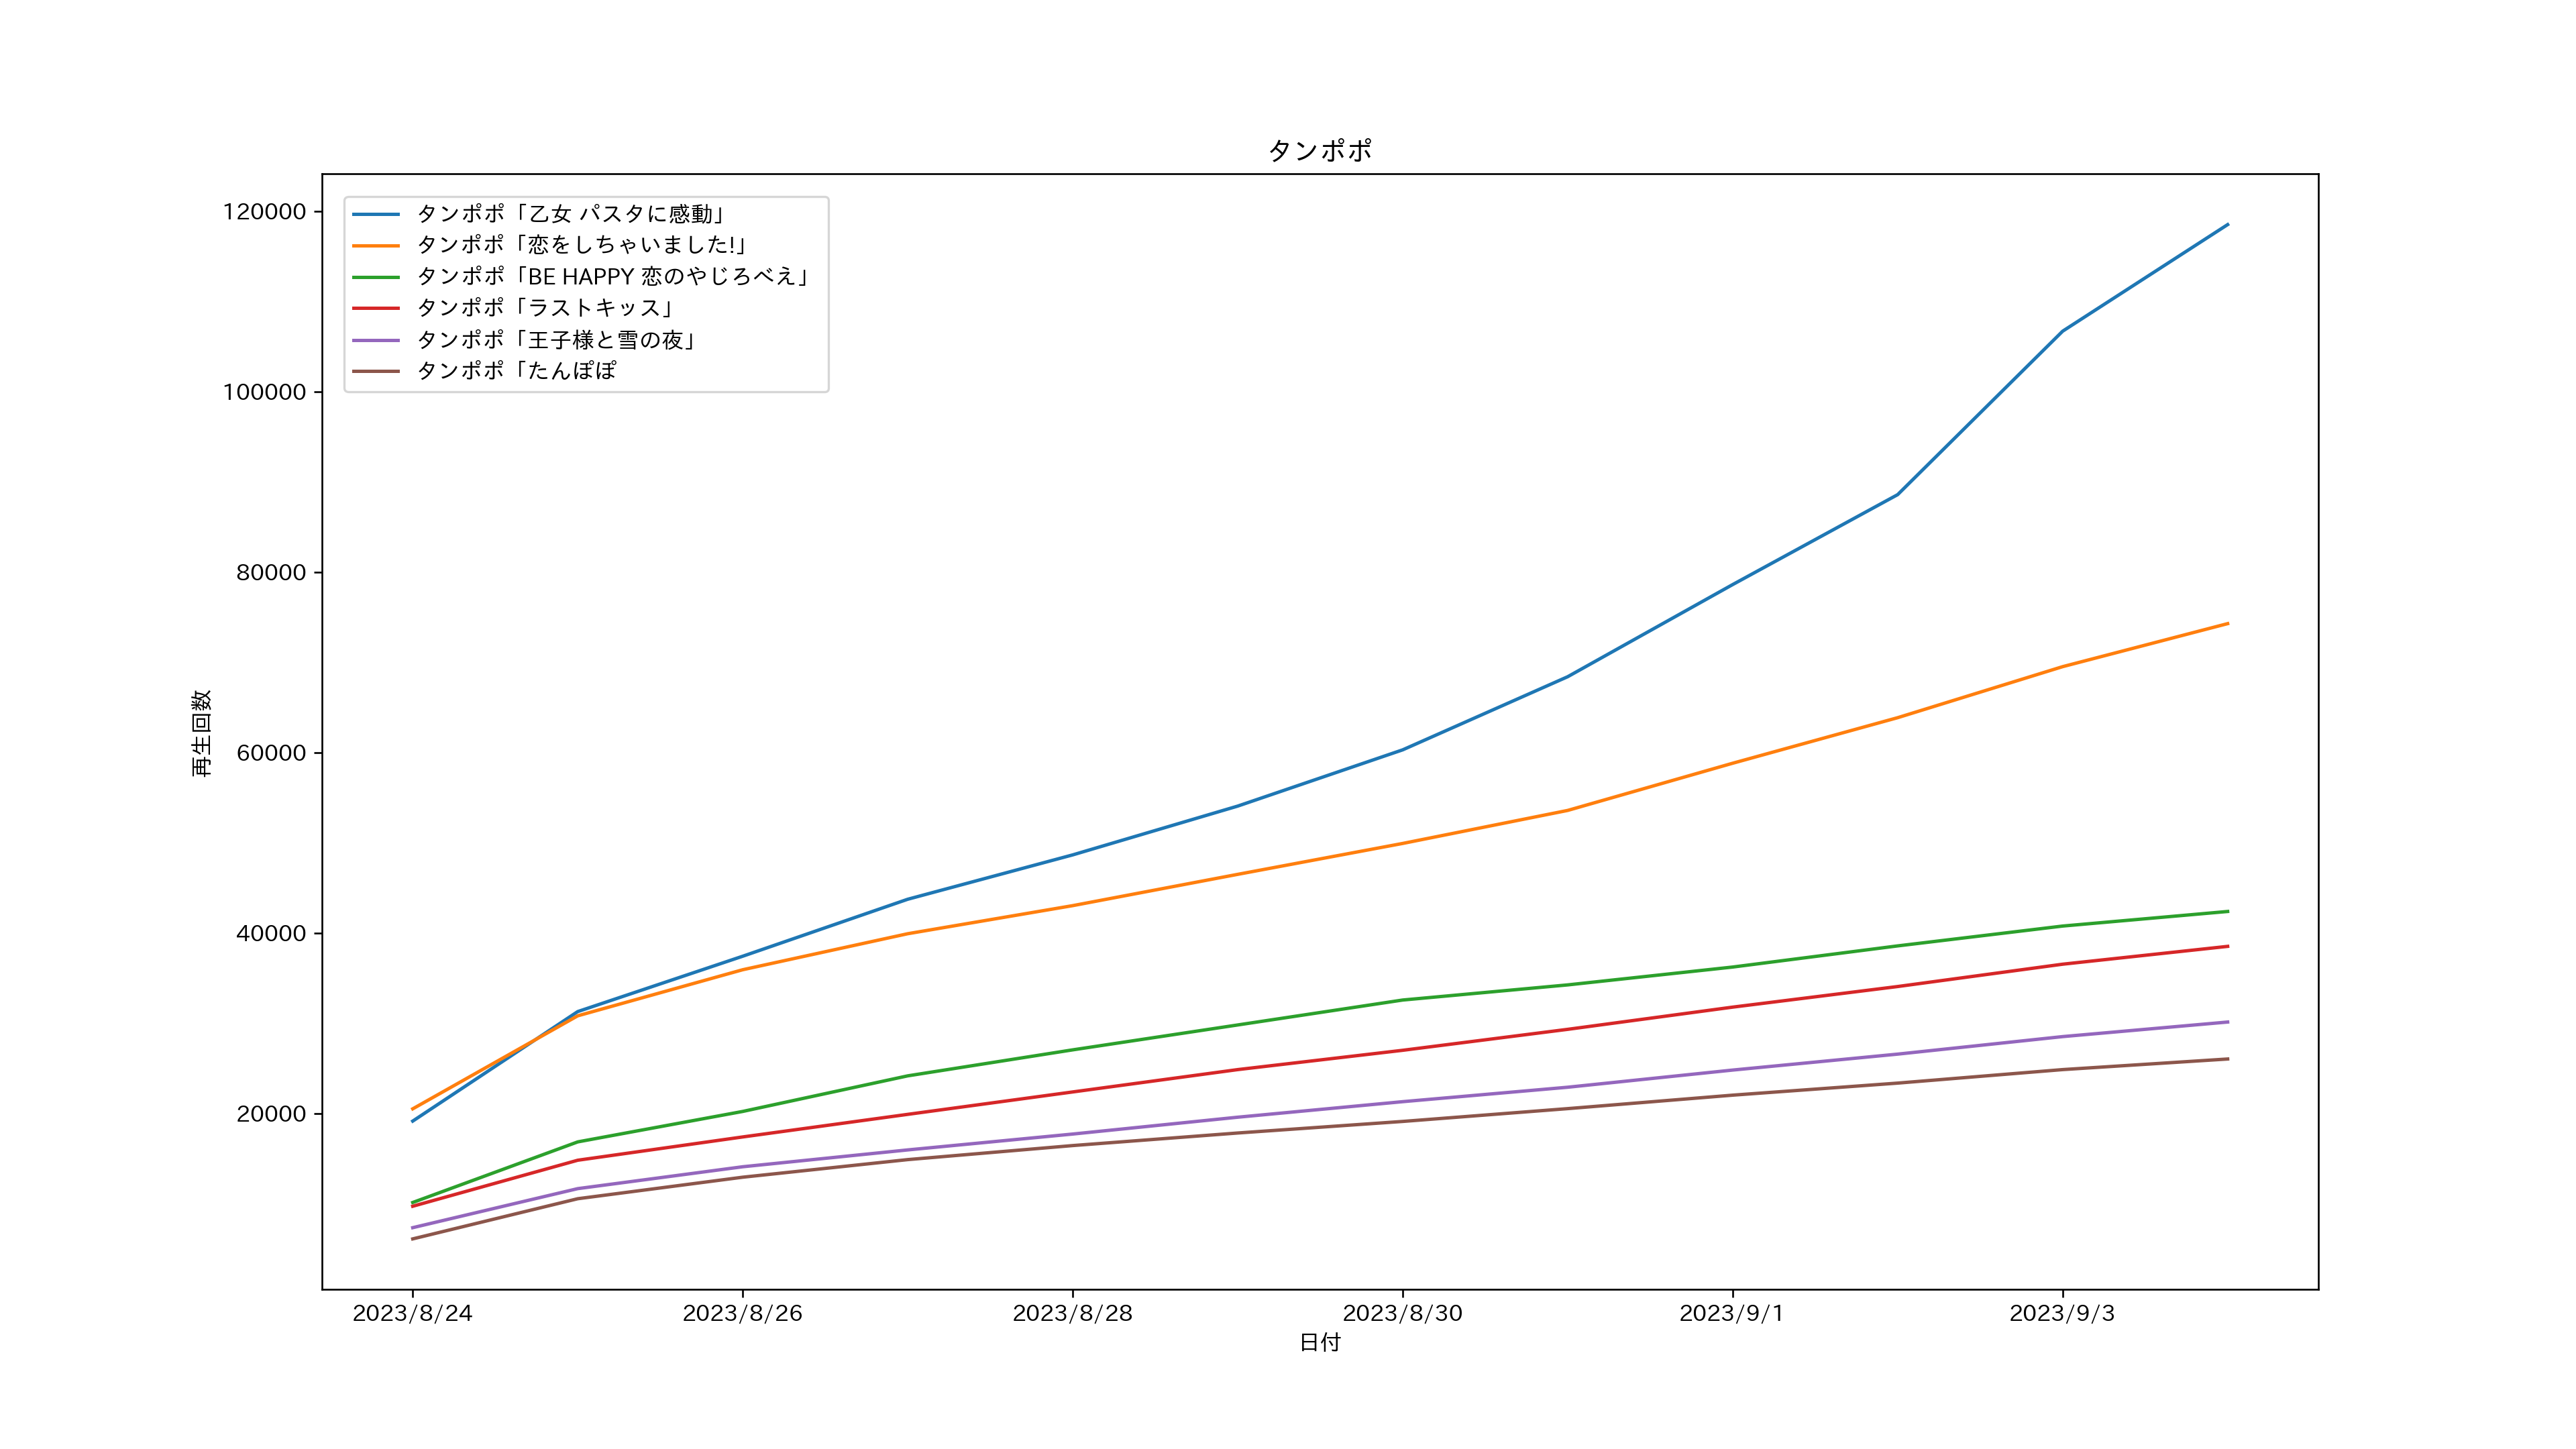 タンポポ
120000
100000
80000
60000
40000
20000
再生回数
タンポポ「乙女 パスタに感動」
タンポポ「恋をしちゃいました!」
タンポポ「BE HAPPY 恋のやじろべえ」
タンポポ「ラストキッス」
タンポポ「王子様と雪の夜」
タンポポ「たんぽぽ
2023/8/24 2023/8/26 2023/8/28 2023/8/30 2023/9/1 2023/9/3
日付